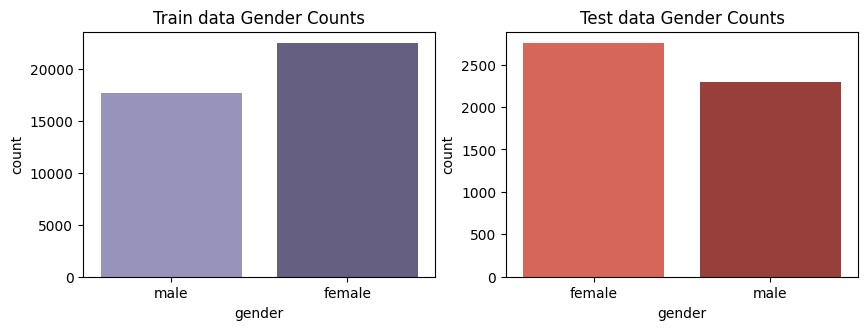 Train data Gender Counts
20000
15000
10000
5000
0
count
male
female
gender
Test data Gender Counts
2500
2000
1500
1000
500
0
count
female
male
gender